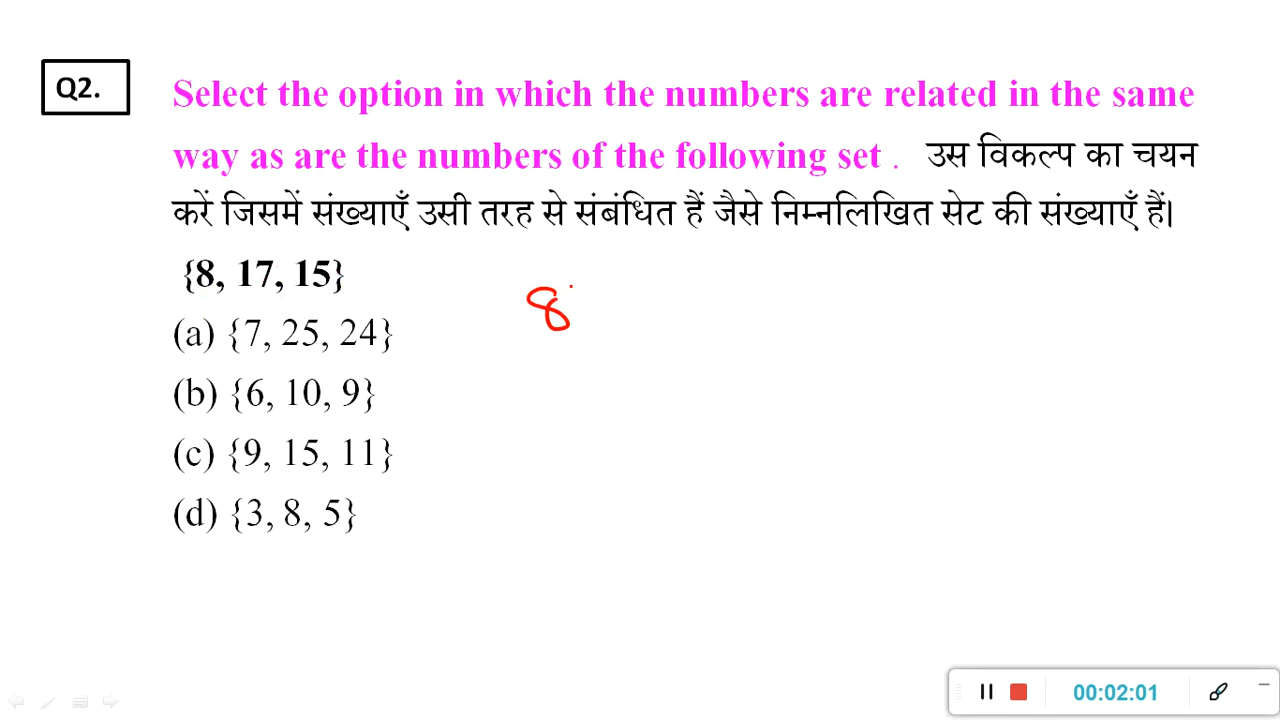 Q2.
Select the option in which the numbers are related in the same
way as are the numbers of the following set . उस विकल्प का चयन
करें जिसमें संख्याएँ उसी तरह से संबंधित हैं जैसे निम्नलिखित सेट की संख्याएँ हैं।
{8, 17, 15}
8
(a) {7, 25, 24}
(b) {6, 10, 9}
(c) {9, 15, 11}
(d) {3, 8, 5}
00:02:01